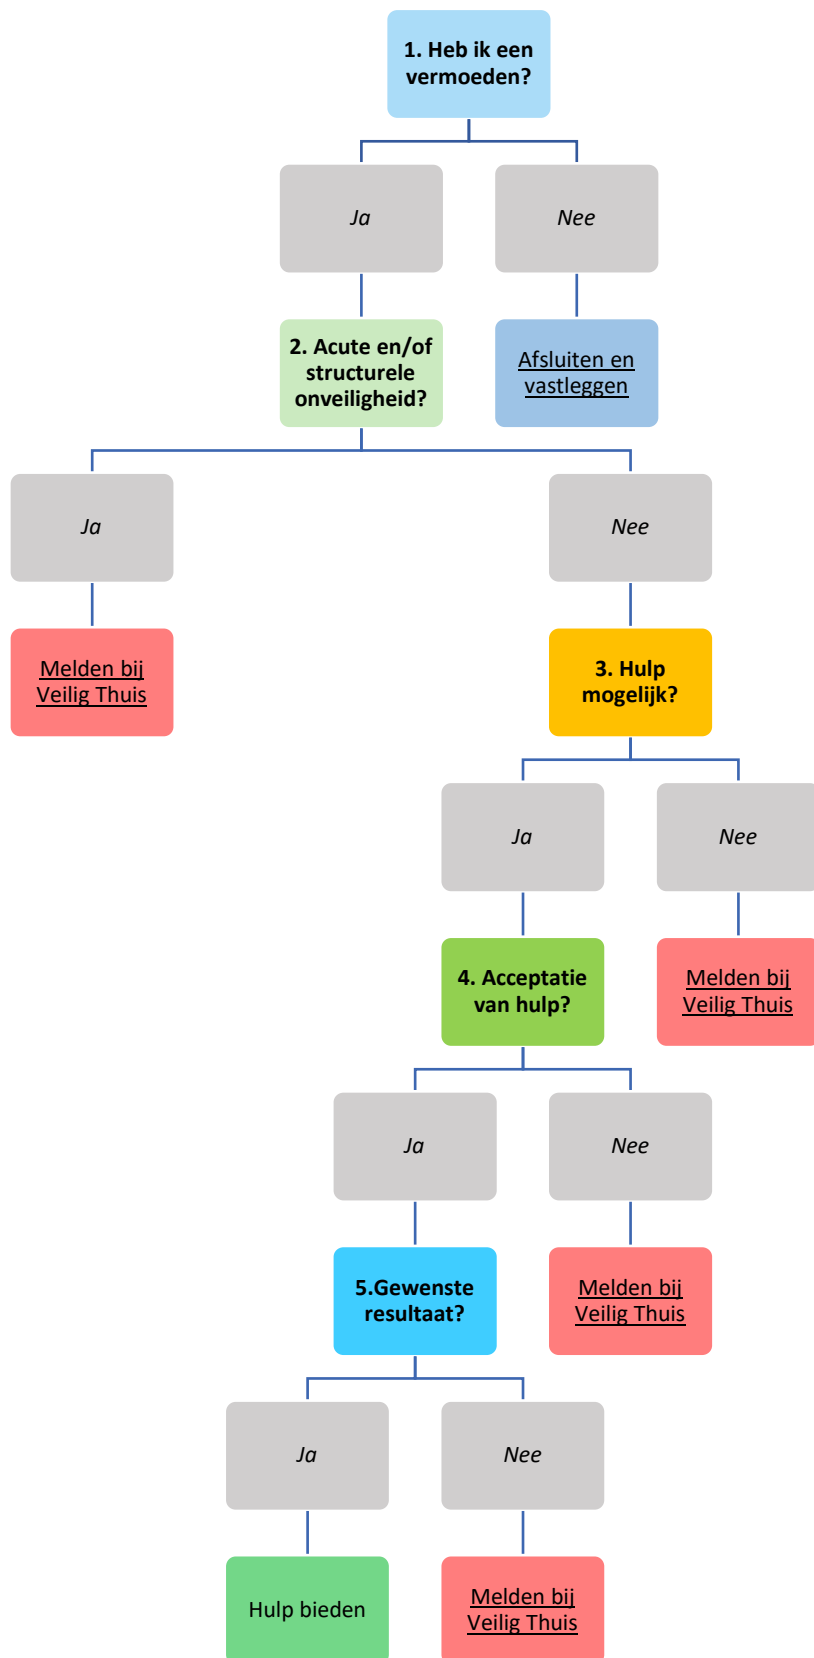 1. Heb ik een
vermoeden?
Ja
Nee
2. Acute en/of
structurele
onveiligheid?
Afsluiten en
vastleggen
Ja
Nee
Melden bij
Veilig Thuis
3. Hulp
mogelijk?
Ja
Nee
4. Acceptatie
van hulp?
Melden bij
Veilig Thuis
Ja
Nee
5.Gewenste
resultaat?
Melden bij
Veilig Thuis
Ja
Nee
Hulp bieden
Melden bij
Veilig Thuis